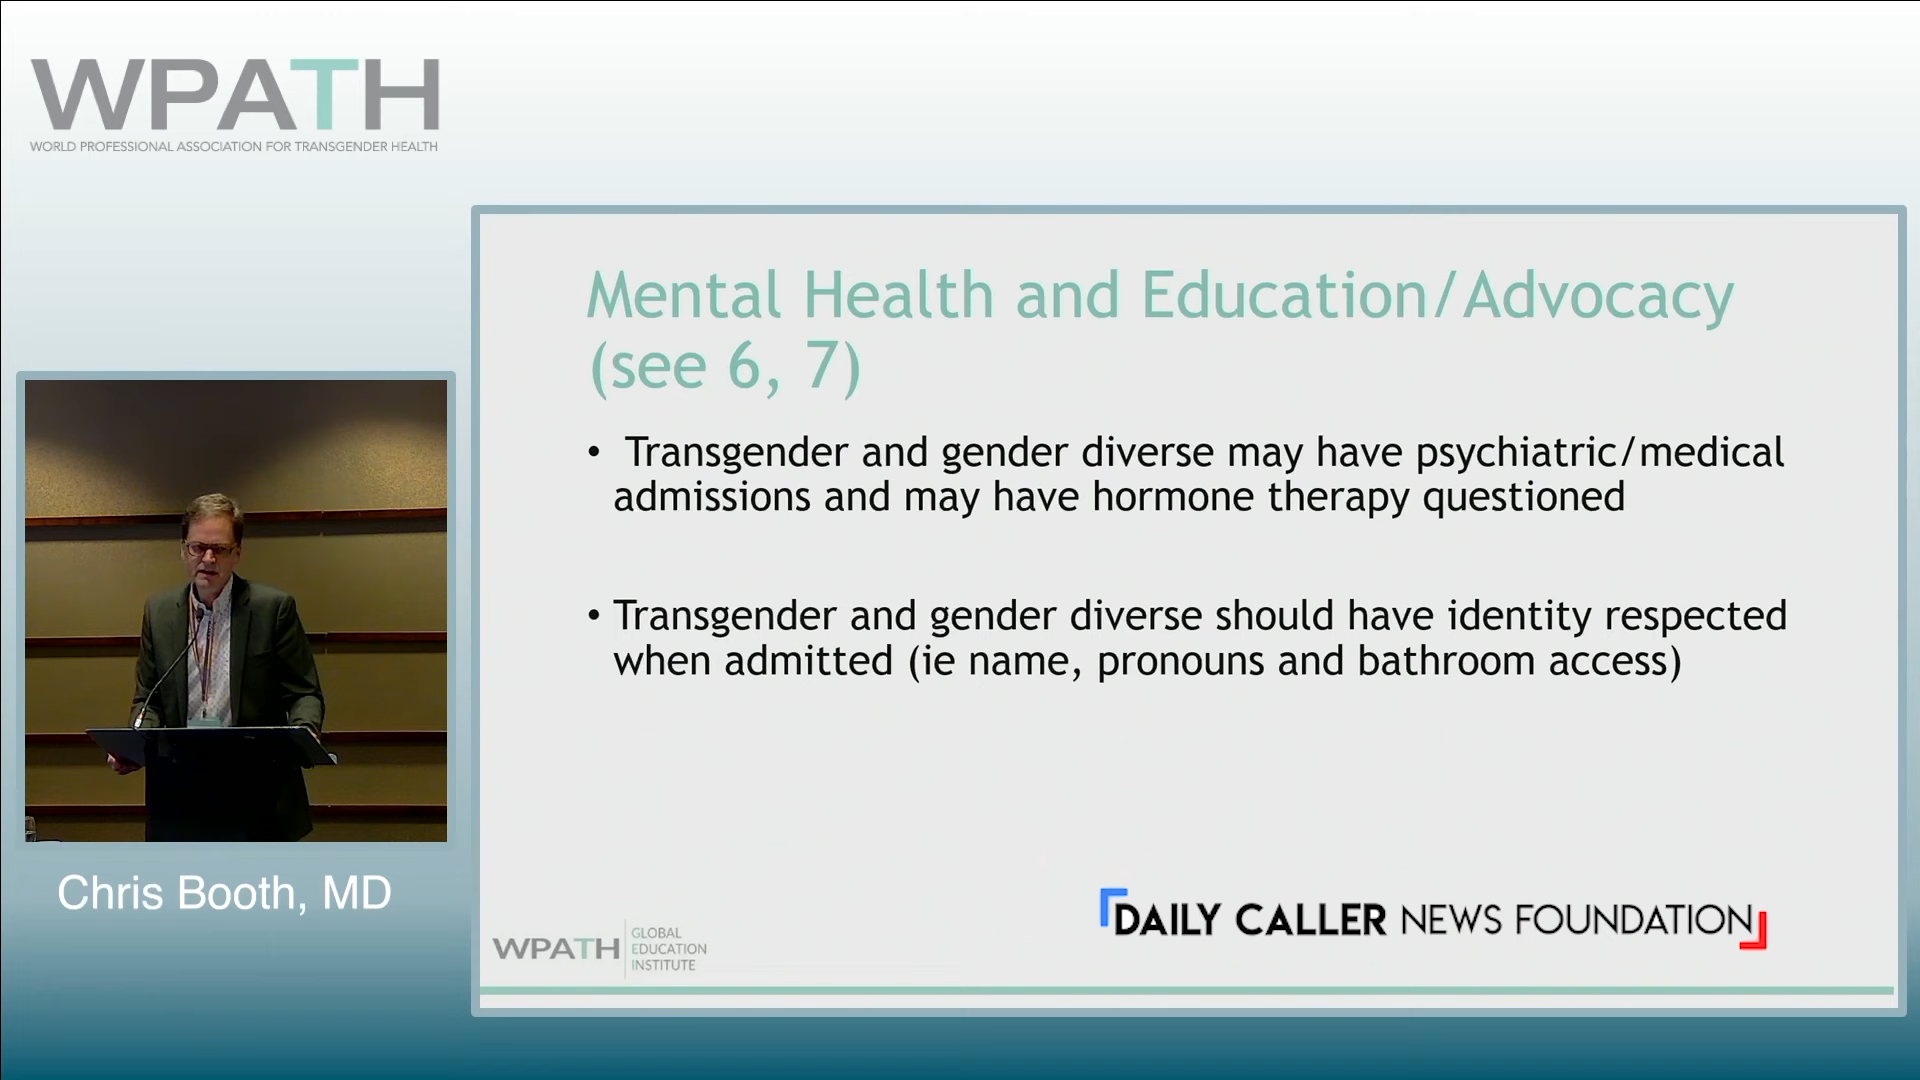 WPATH
WORLD PROFESSIONAL ASSOCIATION FOR TRANSGENDER HEALTH
Mental Health and Education/Advocacy
(see 6, 7)
• Transgender and gender diverse may have psychiatric/medical
admissions and may have hormone therapy questioned
• Transgender and gender diverse should have identity respected
when admitted (ie name, pronouns and bathroom access)
Chris Booth, MD
DAILY CALLER NEWS FOUNDATION
WPATH
GLOBAL
EDUCATION
INSTITUTE